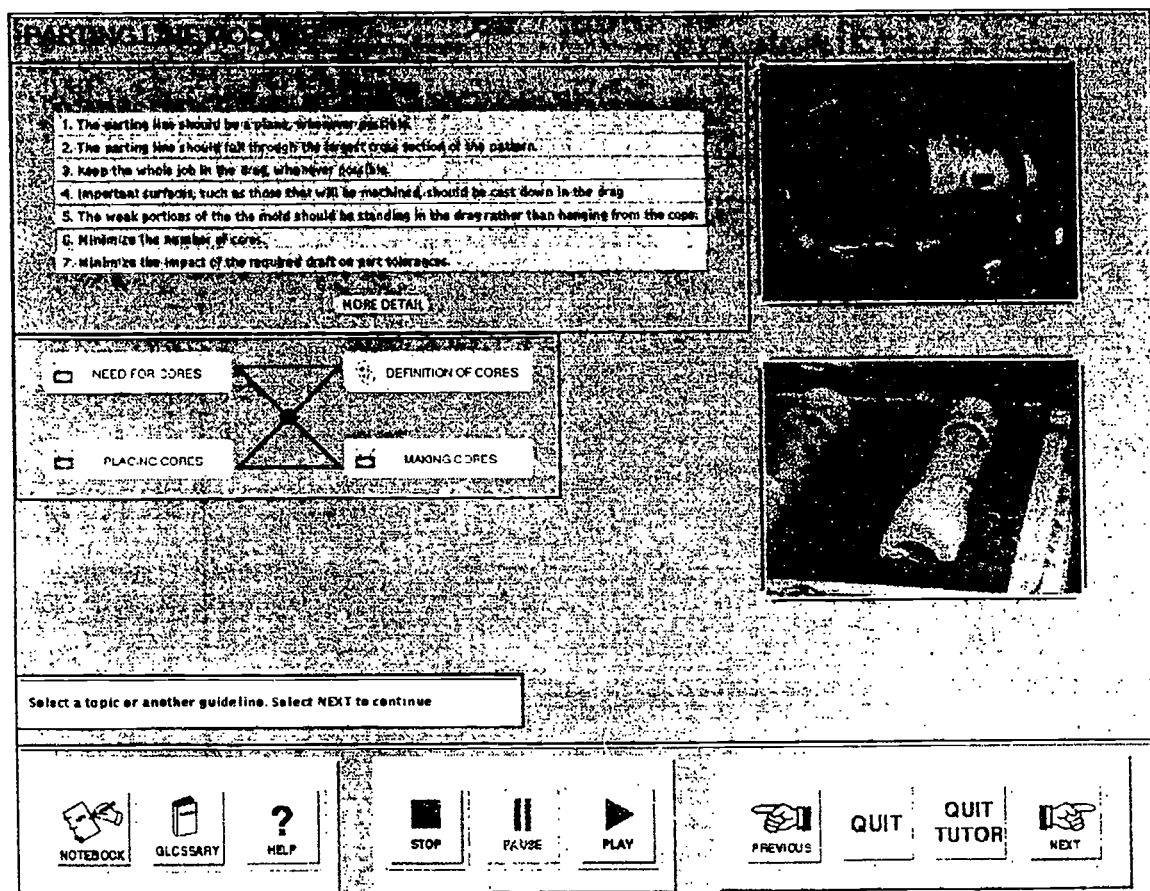 PARTING LINE
1. The parting line should be a plane, whenever possible.
2. The parting line should fall through the largest cross section of the pattern.
3. Keep the whole job in the drag, whenever possible.
4. Important surfaces, such as those that will be machined, should be cast down in the drag
5. The weak portions of the the mold should be standing in the drag rather than hanging from the cope.
6. Minimize the number of cores.
7. Minimize the impact of the required draft on part tolerances.
MORE DETAIL
NEED FOR CORES
DEFINITION OF CORES
PLACING CORES
MAKING CORES
Select a topic or another guideline. Select NEXT to continue
NOTEBOOK
GLOSSARY
HELP
STOP
PAUSE
PLAY
PREVIOUS
QUIT
QUIT
TUTOR
NEXT